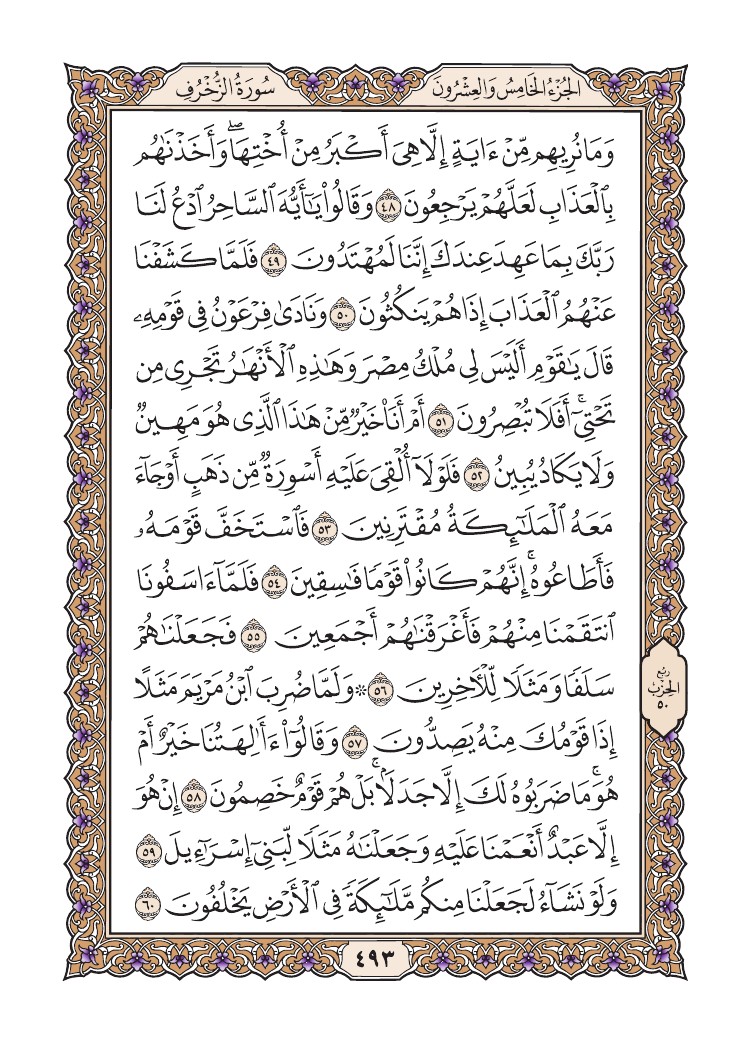 الجُزْءُ الخَامِسُ وَالعِشْرُونَ
سُورَةُ الزُّخْرُفِ
وَمَا نُرِيهِم مِّنْ ءَايَةٍ إِلَّا هِيَ أَكْبَرُ مِنْ أُخْتِهَاۖ وَأَخَذْنَٰهُم
بِٱلْعَذَابِ لَعَلَّهُمْ يَرْجِعُونَ ٤٨ وَقَالُوا۟ يَٰٓأَيُّهَ ٱلسَّاحِرُ ٱدْعُ لَنَا
رَبَّكَ بِمَا عَهِدَ عِندَكَ إِنَّنَا لَمُهْتَدُونَ ٤٩ فَلَمَّا كَشَفْنَا
عَنْهُمُ ٱلْعَذَابَ إِذَا هُمْ يَنكُثُونَ ٥٠ وَنَادَىٰ فِرْعَوْنُ فِى قَوْمِهِۦ
قَالَ يَٰقَوْمِ أَلَيْسَ لِى مُلْكُ مِصْرَ وَهَٰذِهِ ٱلْأَنْهَٰرُ تَجْرِى مِن
تَحْتِىٓۚ أَفَلَا تُبْصِرُونَ ٥١ أَمْ أَنَا۠ خَيْرٌ مِّنْ هَٰذَا ٱلَّذِى هُوَ مَهِينٌ
وَلَا يَكَادُ يُبِينُ ٥٢ فَلَوْلَآ أُلْقِىَ عَلَيْهِ أَسْوِرَةٌ مِّن ذَهَبٍ أَوْ جَآءَ
مَعَهُ ٱلْمَلَٰٓئِكَةُ مُقْتَرِنِينَ ٥٣ فَٱسْتَخَفَّ قَوْمَهُۥ
فَأَطَاعُوهُۚ إِنَّهُمْ كَانُوا۟ قَوْمًا فَٰسِقِينَ ٥٤ فَلَمَّآ ءَاسَفُونَا
ٱنتَقَمْنَا مِنْهُمْ فَأَغْرَقْنَٰهُمْ أَجْمَعِينَ ٥٥ فَجَعَلْنَٰهُمْ
سَلَفًا وَمَثَلًا لِّلْءَاخِرِينَ ٥٦ ۞ وَلَمَّا ضُرِبَ ٱبْنُ مَرْيَمَ مَثَلًا
إِذَا قَوْمُكَ مِنْهُ يَصِدُّونَ ٥٧ وَقَالُوٓا۟ ءَأَٰلِهَتُنَا خَيْرٌ أَمْ
هُوَۚ مَا ضَرَبُوهُ لَكَ إِلَّا جَدَلًۢاۚ بَلْ هُمْ قَوْمٌ خَصِمُونَ ٥٨ إِنْ هُوَ
إِلَّا عَبْدٌ أَنْعَمْنَا عَلَيْهِ وَجَعَلْنَٰهُ مَثَلًا لِّبَنِىٓ إِسْرَٰٓءِيلَ ٥٩
وَلَوْ نَشَآءُ لَجَعَلْنَا مِنكُم مَّلَٰٓئِكَةً فِى ٱلْأَرْضِ يَخْلُفُونَ ٦٠
ربع
الحزب
٥٠
٤٩٣